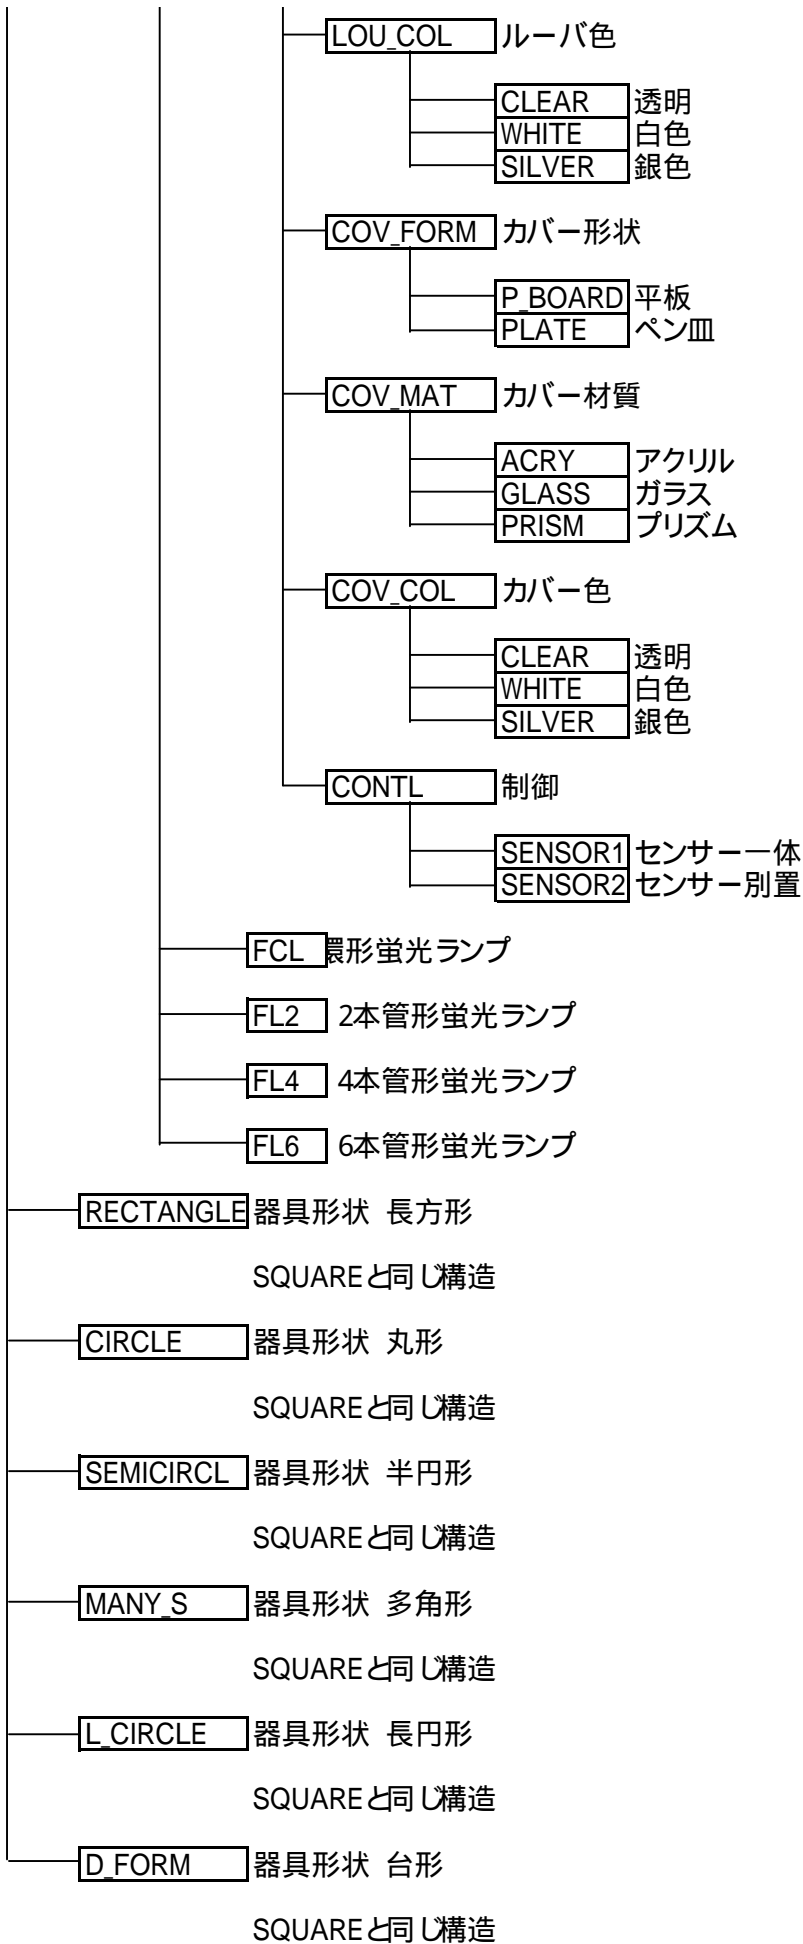 LOU_COL ルーバ色
CLEAR 透明
WHITE 白色
SILVER 銀色
COV_FORM カバー形状
P_BOARD 平板
PLATE ペン皿
COV_MAT カバー材質
ACRY アクリル
GLASS ガラス
PRISM プリズム
COV_COL カバー色
CLEAR 透明
WHITE 白色
SILVER 銀色
CONTL 制御
SENSOR1 センサー一体
SENSOR2 センサー別置
FCL 環形蛍光ランプ
FL2 2本管形蛍光ランプ
FL4 4本管形蛍光ランプ
FL6 6本管形蛍光ランプ
RECTANGLE 器具形状 長方形
SQUAREと同じ構造
CIRCLE 器具形状 丸形
SQUAREと同じ構造
SEMICIRCL 器具形状 半円形
SQUAREと同じ構造
MANY_S 器具形状 多角形
SQUAREと同じ構造
L_CIRCLE 器具形状 長円形
SQUAREと同じ構造
D_FORM 器具形状 台形
SQUAREと同じ構造